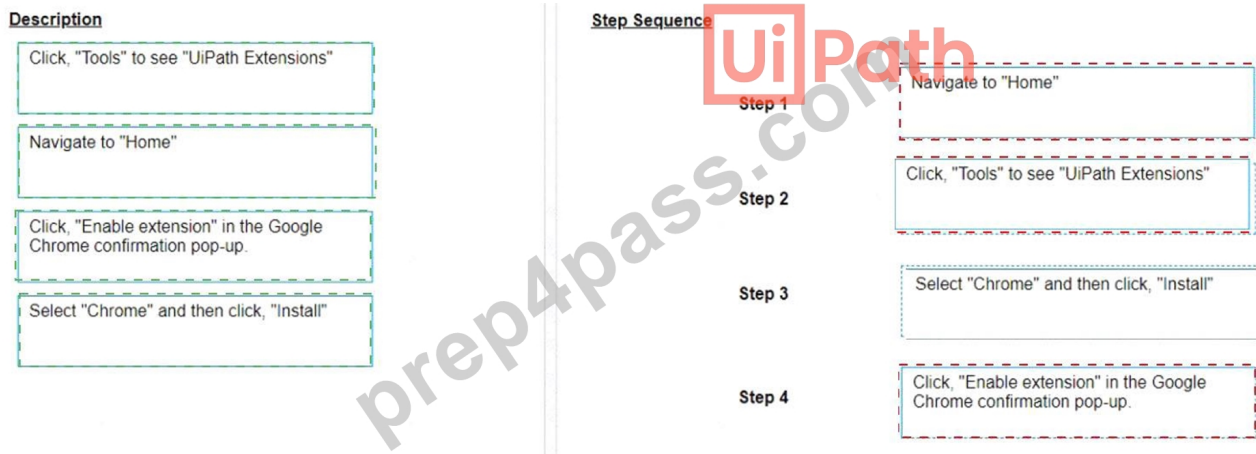 Description
Click, "Tools" to see "UiPath Extensions"
Navigate to "Home"
Click, "Enable extension" in the Google
Chrome confirmation pop-up.
Select "Chrome" and then click, "Install"
Step Sequence
UiPath
Step 1
Navigate to "Home"
Step 2
Click, "Tools" to see "UiPath Extensions"
Step 3
Select "Chrome" and then click, "Install"
Step 4
Click, "Enable extension" in the Google
Chrome confirmation pop-up.
prep4pass.com